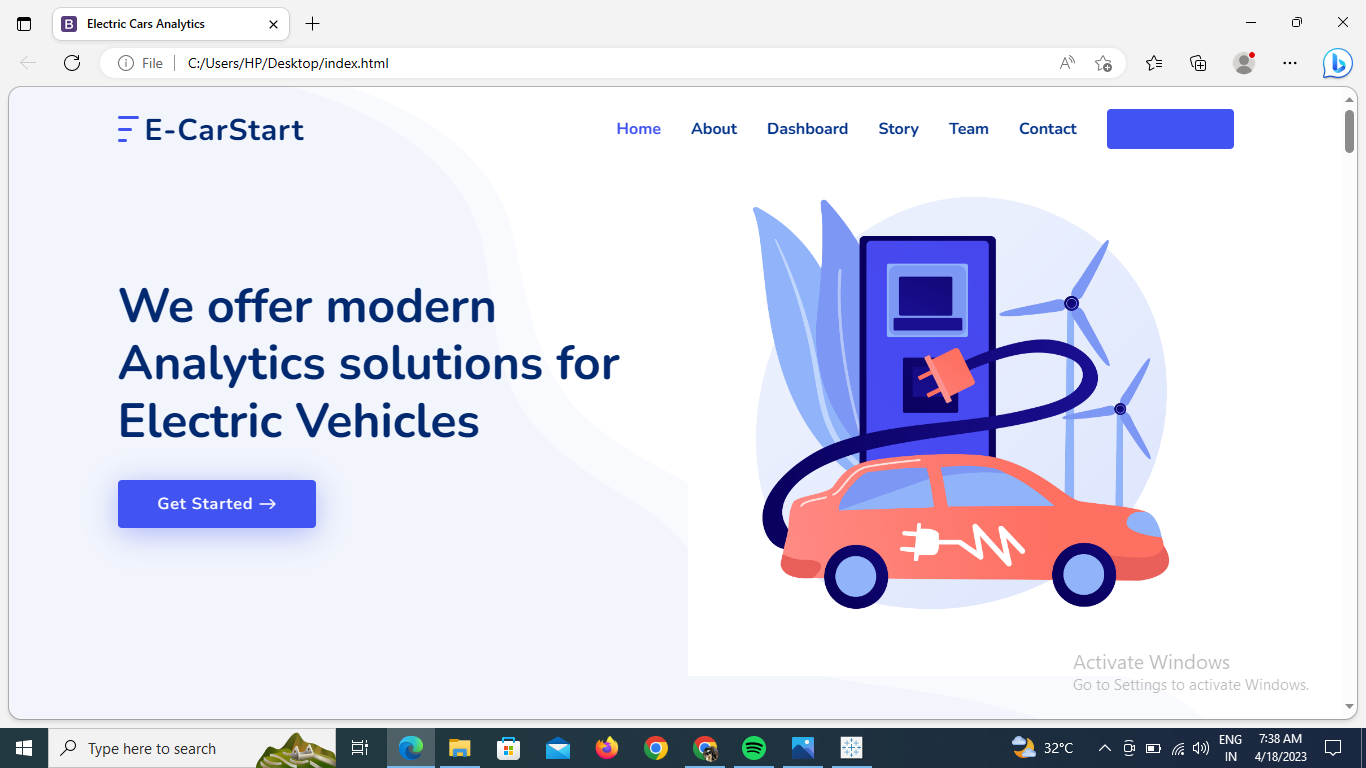 Electric Cars Analytics
File
C:/Users/HP/Desktop/index.html
E-CarStart
Home
About
Dashboard
Story
Team
Contact
We offer modern
Analytics solutions for
Electric Vehicles
Get Started →
Activate Windows
Go to Settings to activate Windows.
Type here to search
32°C
ENG
IN
7:38 AM
4/18/2023